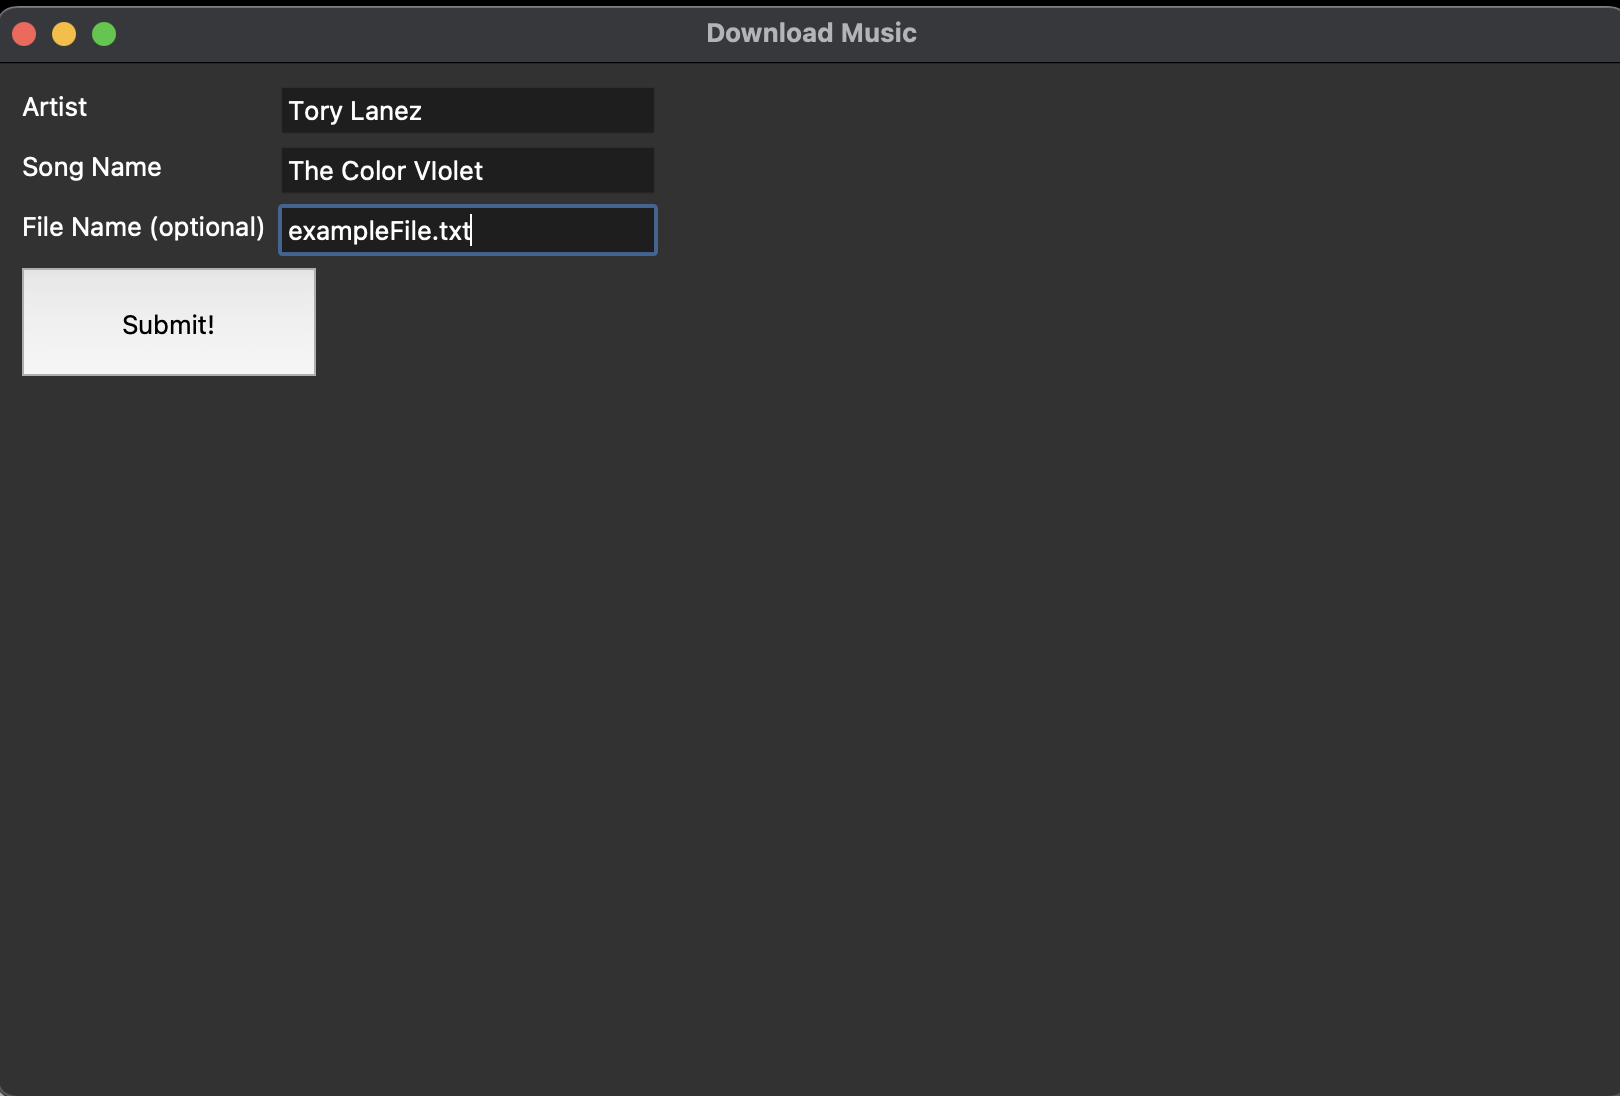 Download Music
Artist Tory Lanez
Song Name The Color VIolet
File Name (optional) exampleFile.txt
Submit!